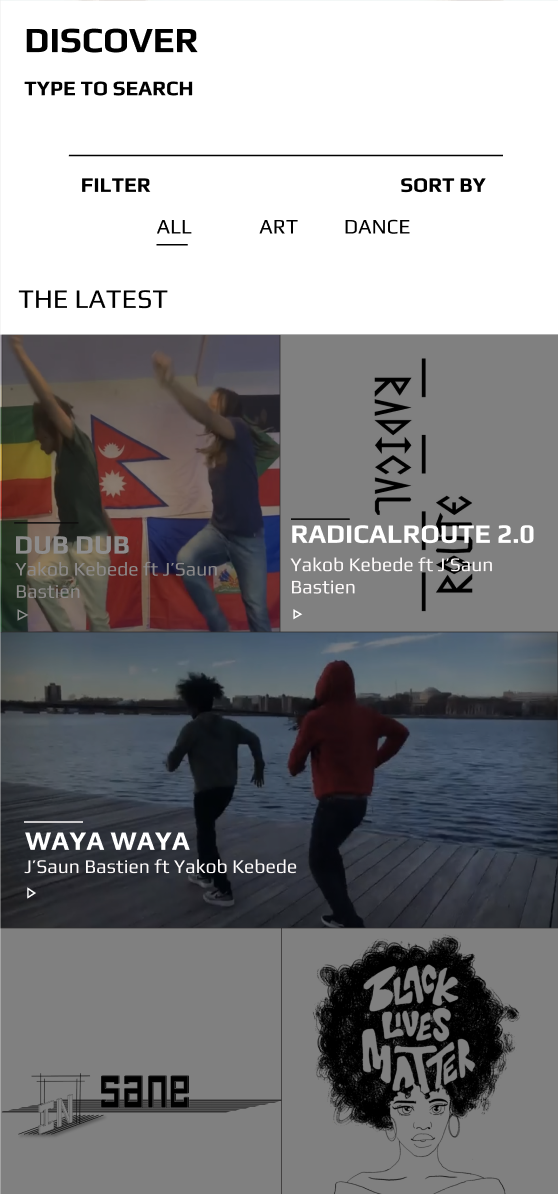 DISCOVER
TYPE TO SEARCH
FILTER
SORT BY
ALL
ART
DANCE
THE LATEST
DUB DUB
Yakob Kebede ft J'Saun
Bastien
RADICAL
ROUTE
RADICALROUTE 2.0
Yakob Kebede ft J'Saun
Bastien
WAYA WAYA
J'Saun Bastien ft Yakob Kebede
IN
sane
BLACK
LIVES
MATTER